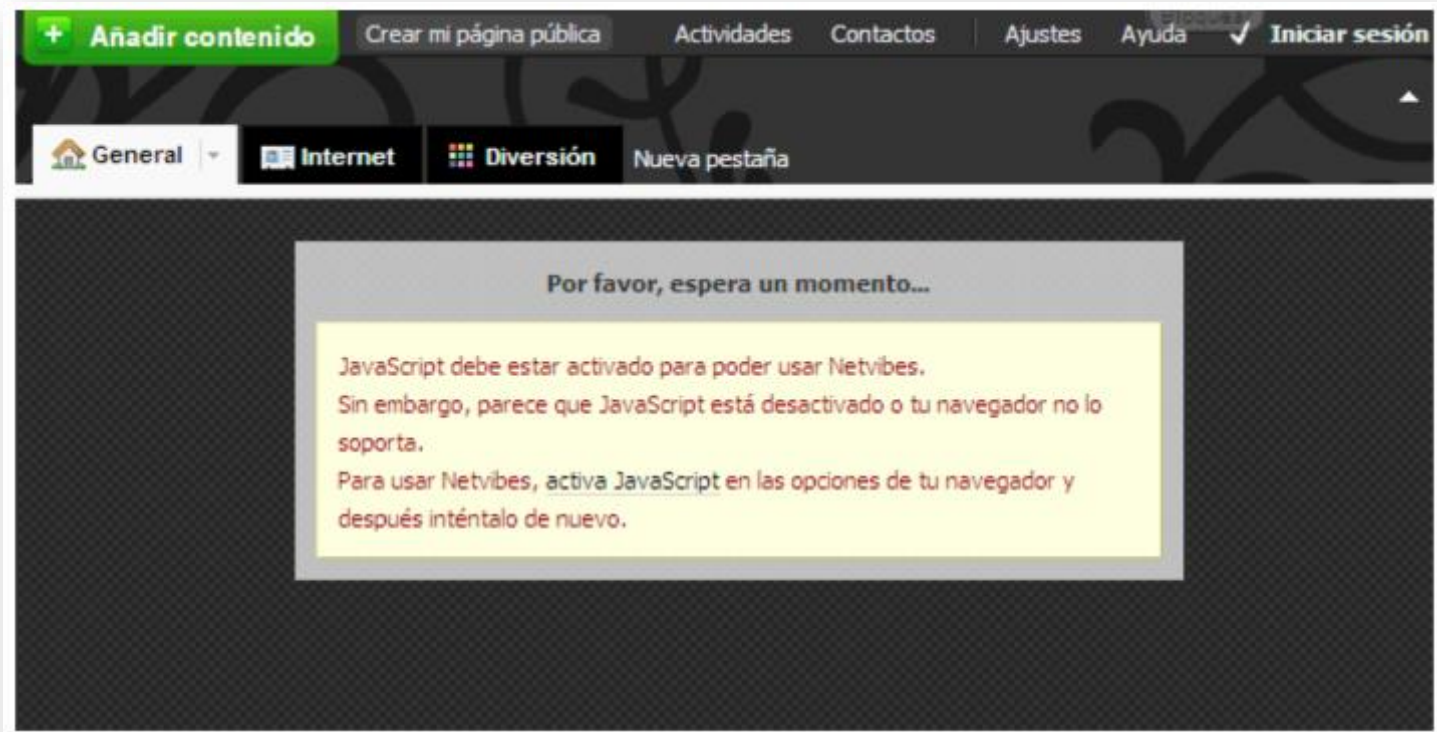 + Añadir contenido Crear mi página pública Actividades Contactos Ajustes Ayuda Iniciar sesión
General Internet Diversión Nueva pestaña
Por favor, espera un momento...
JavaScript debe estar activado para poder usar Netvibes.
Sin embargo, parece que JavaScript está desactivado o tu navegador no lo
soporta.
Para usar Netvibes, activa JavaScript en las opciones de tu navegador y
después inténtalo de nuevo.